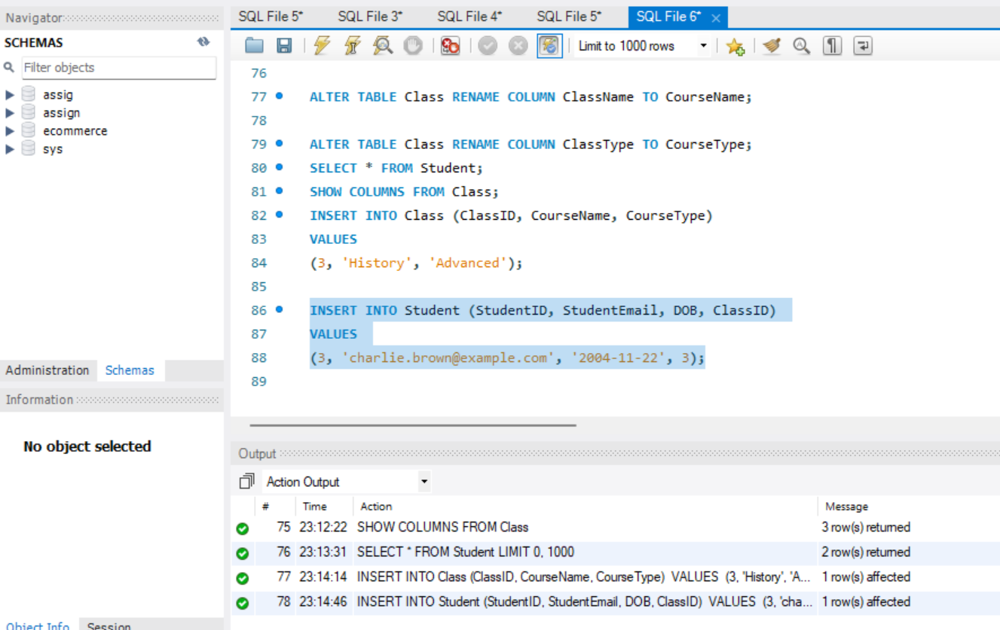 Navigator
SQL File 5* SQL File 3* SQL File 4* SQL File 5* SQL File 6* ×
SCHEMAS
Limit to 1000 rows
Filter objects
assig
assign
ecommerce
sys
76
77 ALTER TABLE Class RENAME COLUMN ClassName TO CourseName;
78
79 ALTER TABLE Class RENAME COLUMN ClassType TO CourseType;
80 SELECT * FROM Student;
81 SHOW COLUMNS FROM Class;
82 INSERT INTO Class (ClassID, CourseName, CourseType)
83 VALUES
84 (3, 'History', 'Advanced');
85
86 INSERT INTO Student (StudentID, StudentEmail, DOB, ClassID)
87 VALUES
88 (3, 'charlie.brown@example.com', '2004-11-22', 3);
89
Administration Schemas
Information
No object selected
Output
Action Output
# Time Action Message
75 23:12:22 SHOW COLUMNS FROM Class 3 row(s) returned
76 23:13:31 SELECT * FROM Student LIMIT 0, 1000 2 row(s) returned
77 23:14:14 INSERT INTO Class (ClassID, CourseName, CourseType) VALUES (3, 'History', 'A... 1 row(s) affected
78 23:14:46 INSERT INTO Student (StudentID, StudentEmail, DOB, ClassID) VALUES (3, 'cha... 1 row(s) affected
Object Info Session